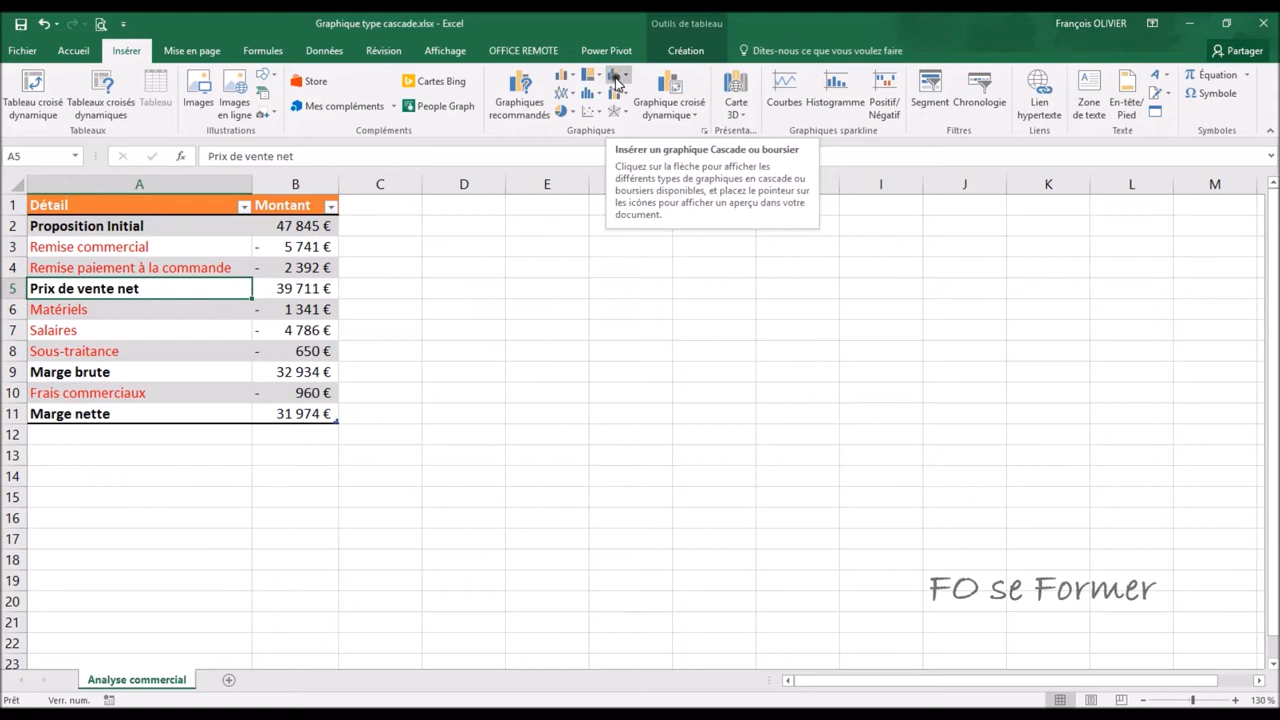 Graphique type cascade.xlsx - Excel
Outils de tableau
François OLIVIER
Fichier Accueil Insérer Mise en page Formules Données Révision Affichage OFFICE REMOTE Power Pivot Création Dites-nous ce que vous voulez faire Partager
Tableau croisé dynamique
Tableaux croisés dynamiques
Tableau
Tableaux
Images
Images en ligne
Illustrations
Store
Mes compléments
Cartes Bing
People Graph
Compléments
Graphiques recommandés
Graphique croisé dynamique
Graphiques
Carte 3D
Présenta...
Courbes Histogramme Positif/Négatif
Graphiques sparkline
Segment Chronologie
Filtres
Lien hypertexte
Liens
Zone de texte
En-tête/Pied
Texte
Équation
Symbole
Symboles
A5 fx Prix de vente net
Insérer un graphique Cascade ou boursier
Cliquez sur la flèche pour afficher les
différents types de graphiques en cascade ou
boursiers disponibles, et placez le pointeur sur
les icônes pour afficher un aperçu dans votre
document.
A B C D E I J K L M
1 Détail Montant
2 Proposition Initial 47 845 €
3 Remise commercial - 5 741 €
4 Remise paiement à la commande - 2 392 €
5 Prix de vente net 39 711 €
6 Matériels - 1 341 €
7 Salaires - 4 786 €
8 Sous-traitance - 650 €
9 Marge brute 32 934 €
10 Frais commerciaux - 960 €
11 Marge nette 31 974 €
12
13
14
15
16
17
18
19
20
21
22
23
FO se Former
Analyse commercial
Prêt Verr. num. 130 %